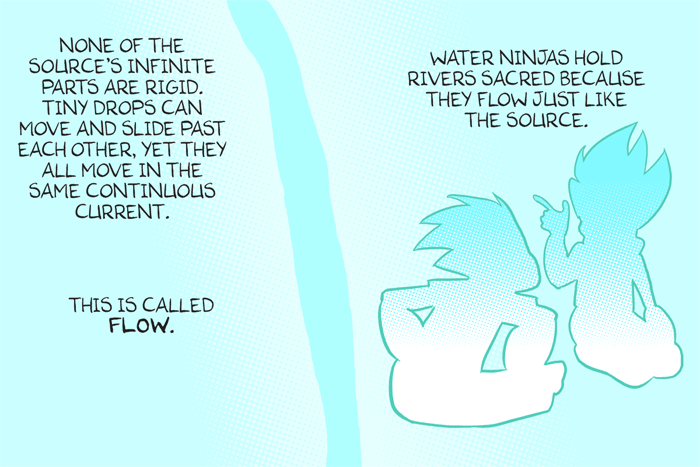 NONE OF THE
SOURCE'S INFINITE
PARTS ARE RIGID.
TINY DROPS CAN
MOVE AND SLIDE PAST
EACH OTHER, YET THEY
ALL MOVE IN THE
SAME CONTINUOUS
CURRENT.
THIS IS CALLED
FLOW.
WATER NINJAS HOLD
RIVERS SACRED BECAUSE
THEY FLOW JUST LIKE
THE SOURCE.